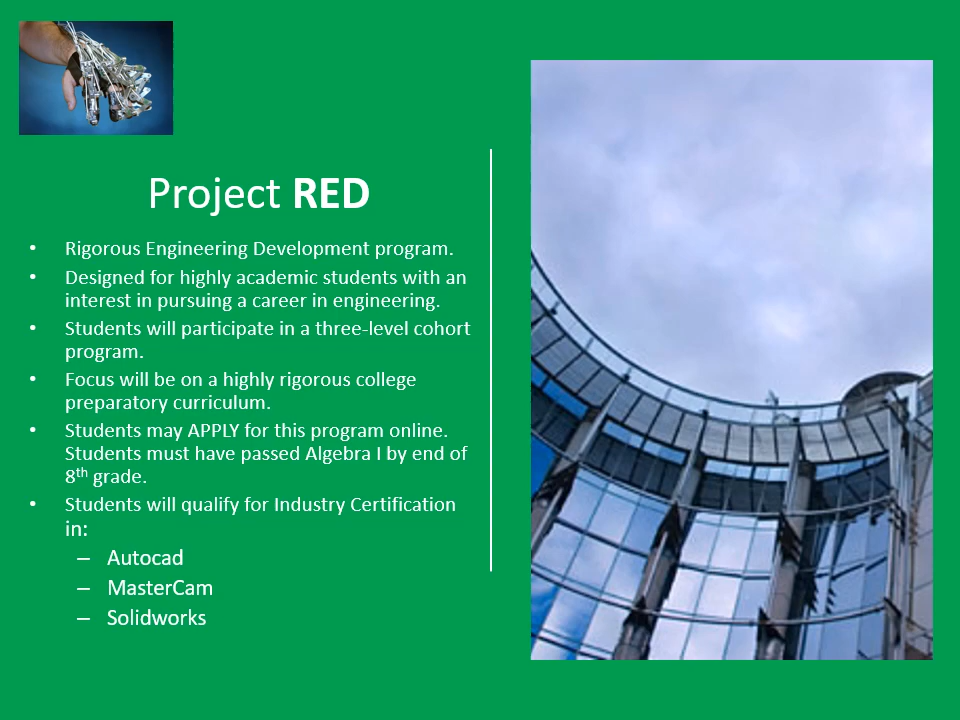 Project RED
• Rigorous Engineering Development program.
• Designed for highly academic students with an
interest in pursuing a career in engineering.
• Students will participate in a three-level cohort
program.
• Focus will be on a highly rigorous college
preparatory curriculum.
• Students may APPLY for this program online.
Students must have passed Algebra I by end of
8th grade.
• Students will qualify for Industry Certification
in:
– Autocad
– MasterCam
– Solidworks